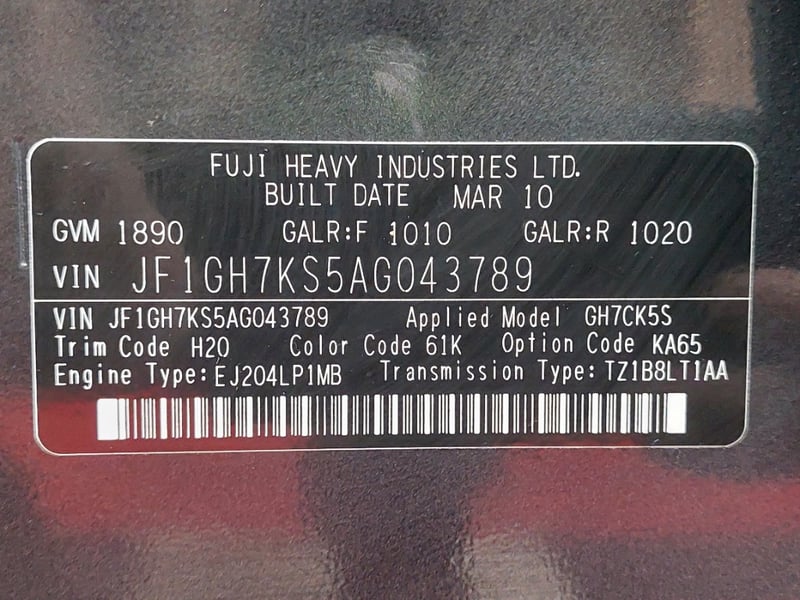 FUJI HEAVY INDUSTRIES LTD.
BUILT DATE MAR 10
GVM 1890 GALR:F 1010 GALR:R 1020
VIN JF1GH7KS5AG043789
VIN JF1GH7KS5AG043789 Applied Model GH7CK5S
Trim Code H20 Color Code 61K Option Code KA65
Engine Type: EJ204LP1MB Transmission Type: TZ1B8LT1AA